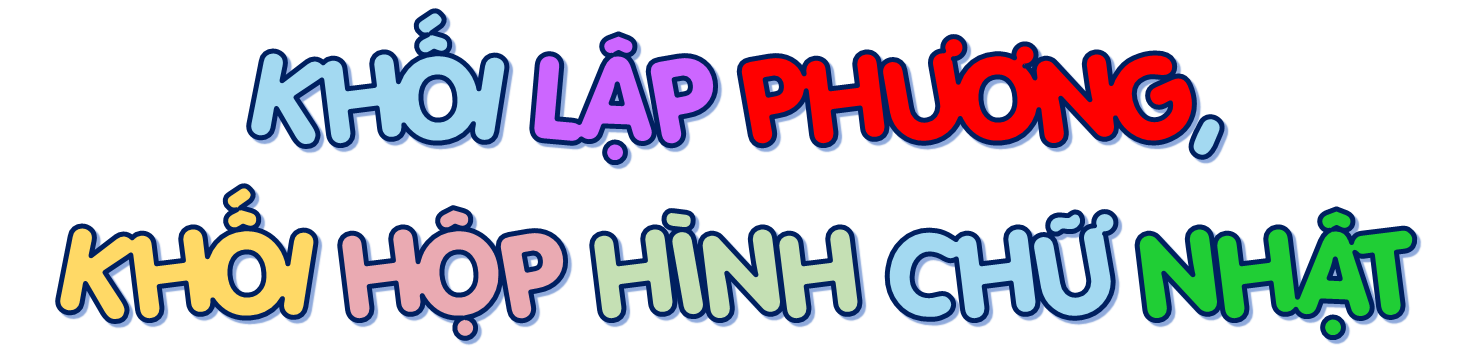 KHỐI LẬP PHƯƠNG,
KHỐI HỘP HÌNH CHỮ NHẬT